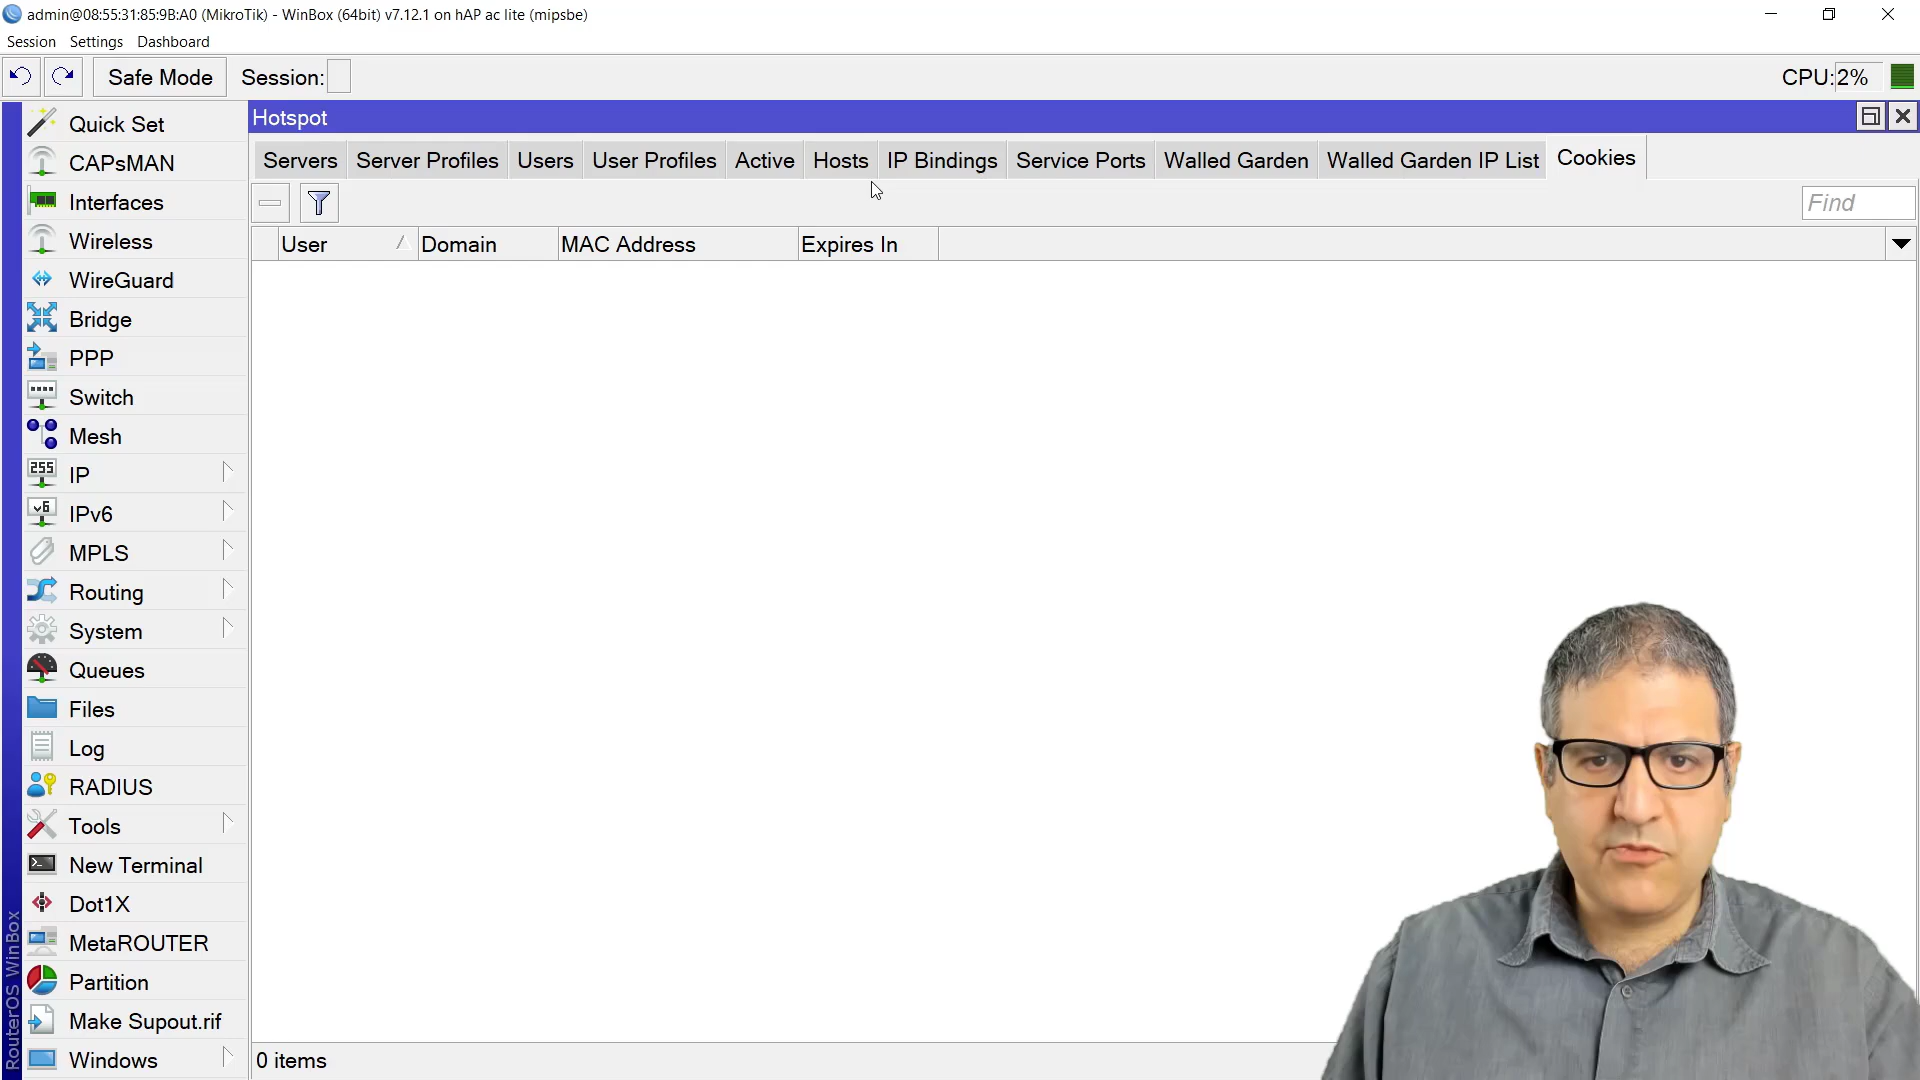 admin@08:55:31:85:9B:A0 (MikroTik) - WinBox (64bit) v7.12.1 on hAP ac lite (mipsbe)
Session Settings Dashboard
Safe Mode Session: CPU: 2%
Hotspot
Servers Server Profiles Users User Profiles Active Hosts IP Bindings Service Ports Walled Garden Walled Garden IP List Cookies
Find
User Domain MAC Address Expires In
Quick Set
CAPsMAN
Interfaces
Wireless
WireGuard
Bridge
PPP
Switch
Mesh
255
IP
v6
IPv6
MPLS
Routing
System
Queues
Files
Log
RADIUS
Tools
New Terminal
Dot1X
MetaROUTER
Partition
Make Supout.rif
Windows
RouterOS WinBox
0 items